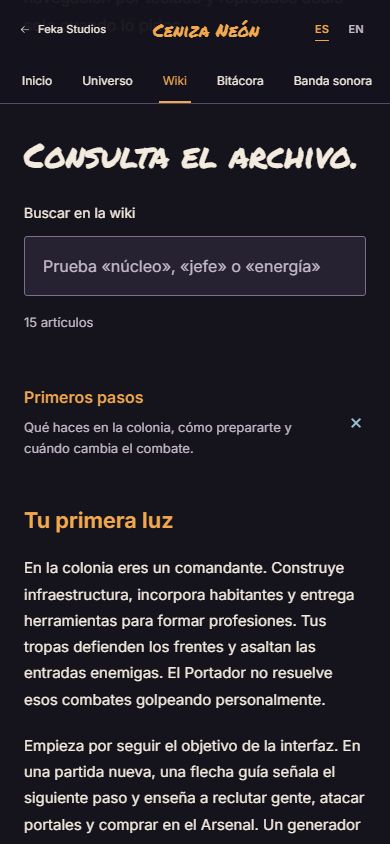 ← Feka Studios
Ceniza Neón
ES
EN
Inicio
Universo
Wiki
Bitácora
Banda sonora
Consulta el archivo.
Buscar en la wiki
Prueba «núcleo», «jefe» o «energía»
15 artículos
Primeros pasos
Qué haces en la colonia, cómo prepararte y
cuándo cambia el combate.
×
Tu primera luz
En la colonia eres un comandante. Construye
infraestructura, incorpora habitantes y entrega
herramientas para formar profesiones. Tus
tropas defienden los frentes y asaltan las
entradas enemigas. El Portador no resuelve
esos combates golpeando personalmente.
Empieza por seguir el objetivo de la interfaz. En
una partida nueva, una flecha guía señala el
siguiente paso y enseña a reclutar gente, atacar
portales y comprar en el Arsenal. Un generador